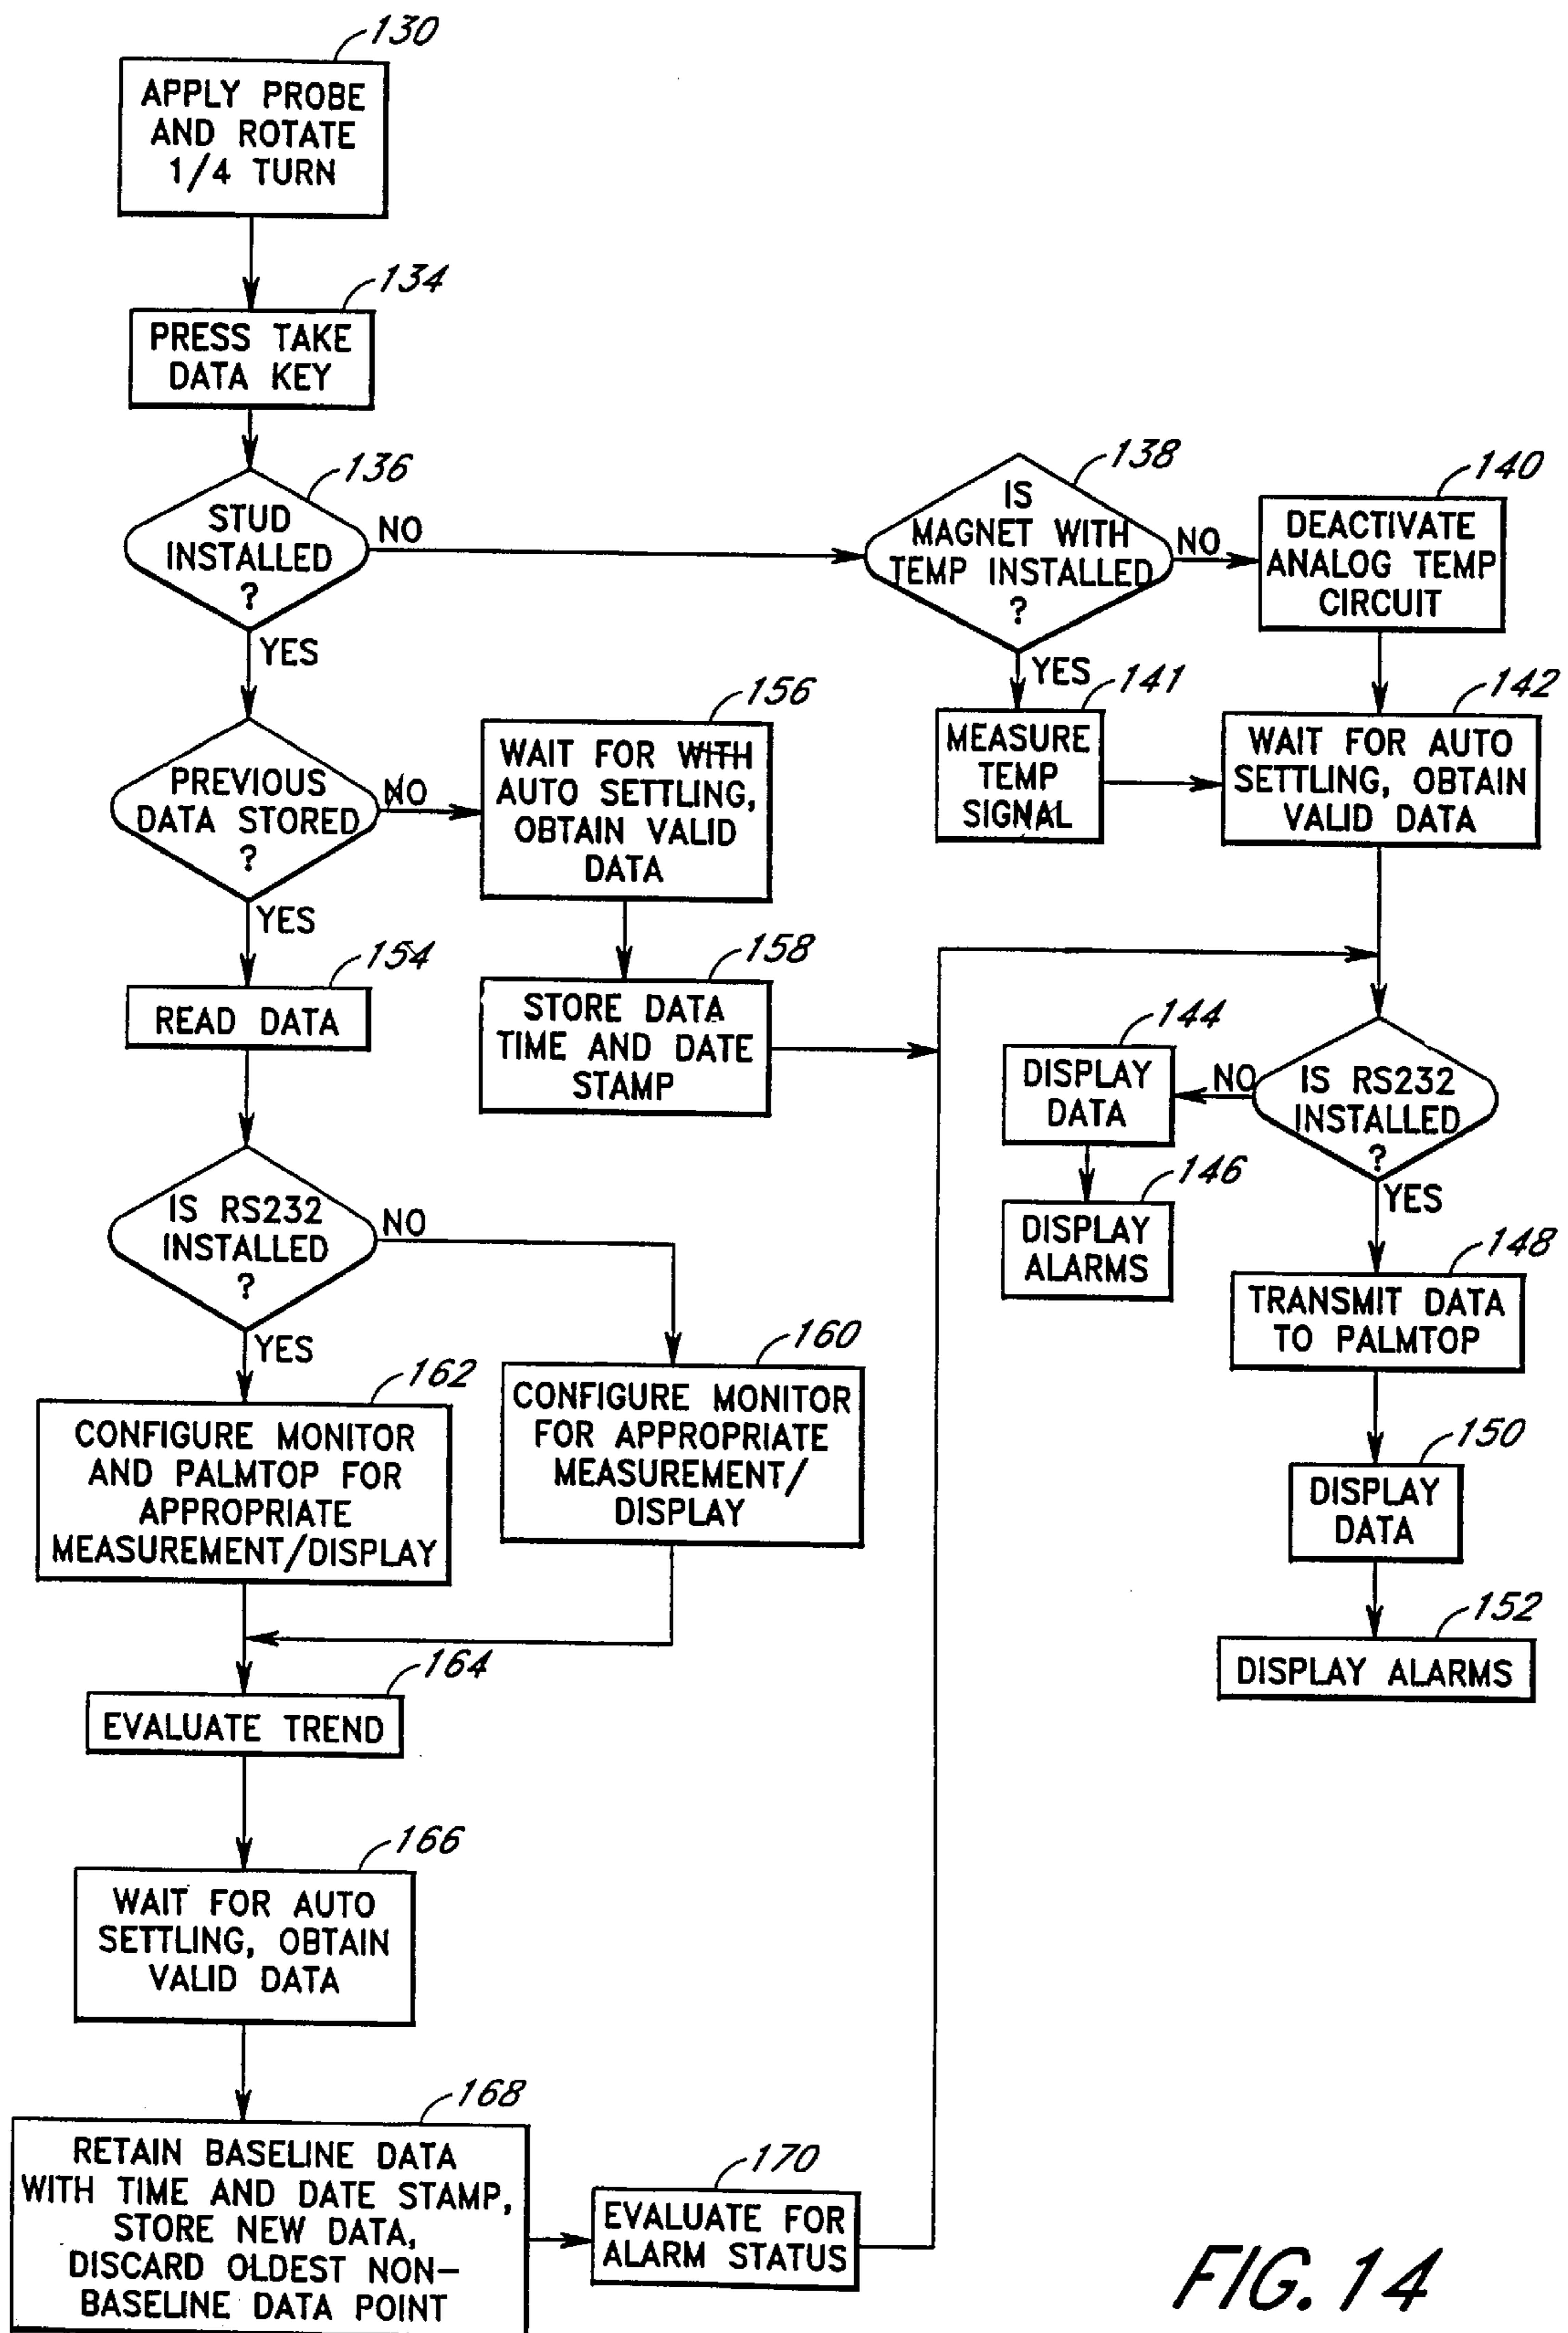 130
APPLY PROBE
AND ROTATE
1/4 TURN
134
PRESS TAKE
DATA KEY
136
STUD
INSTALLED
?
NO
YES
138
IS
MAGNET WITH
TEMP INSTALLED
?
NO
YES
140
DEACTIVATE
ANALOG TEMP
CIRCUIT
141
MEASURE
TEMP
SIGNAL
142
WAIT FOR AUTO
SETTLING, OBTAIN
VALID DATA
PREVIOUS
DATA STORED
?
NO
YES
156
WAIT FOR WITH
AUTO SETTLING,
OBTAIN VALID
DATA
154
READ DATA
158
STORE DATA
TIME AND DATE
STAMP
IS RS232
INSTALLED
?
NO
YES
144
DISPLAY
DATA
146
DISPLAY
ALARMS
148
TRANSMIT DATA
TO PALMTOP
150
DISPLAY
DATA
152
DISPLAY ALARMS
IS RS232
INSTALLED
?
NO
YES
160
CONFIGURE MONITOR
FOR APPROPRIATE
MEASUREMENT/
DISPLAY
162
CONFIGURE MONITOR
AND PALMTOP FOR
APPROPRIATE
MEASUREMENT/DISPLAY
164
EVALUATE TREND
166
WAIT FOR AUTO
SETTLING, OBTAIN
VALID DATA
168
RETAIN BASELINE DATA
WITH TIME AND DATE STAMP,
STORE NEW DATA,
DISCARD OLDEST NON-
BASELINE DATA POINT
170
EVALUATE FOR
ALARM STATUS
FIG. 14